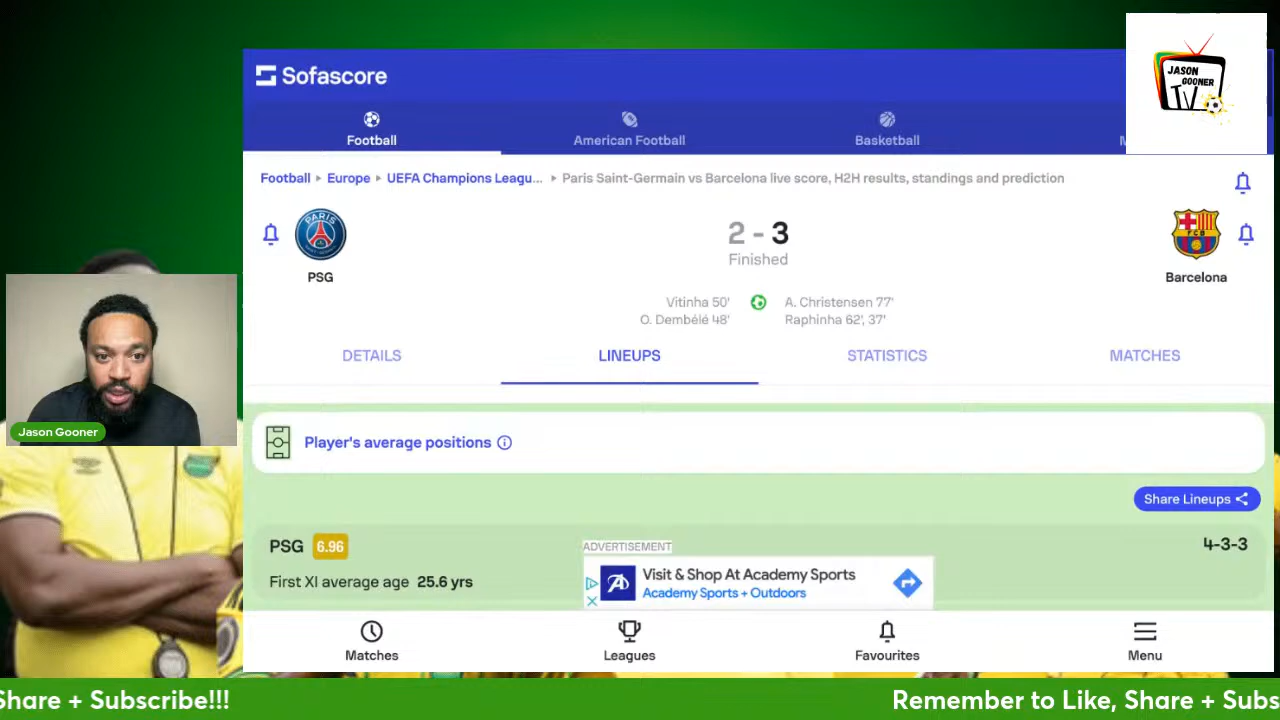 JASON
GOONER
TV
Sofascore
Football
American Football
Basketball
Football ▸ Europe ▸ UEFA Champions Leagu... ▸ Paris Saint-Germain vs Barcelona live score, H2H results, standings and prediction
2 - 3
Finished
PSG
Barcelona
Vitinha 50' A. Christensen 77'
O. Dembélé 48' Raphinha 62', 37'
DETAILS
LINEUPS
STATISTICS
MATCHES
Jason Gooner
Player's average positions
Share Lineups
PSG 6.96
4-3-3
First XI average age 25.6 yrs
ADVERTISEMENT
Visit & Shop At Academy Sports
Academy Sports + Outdoors
Matches
Leagues
Favourites
Menu
Share + Subscribe!!!
Remember to Like, Share + Subs